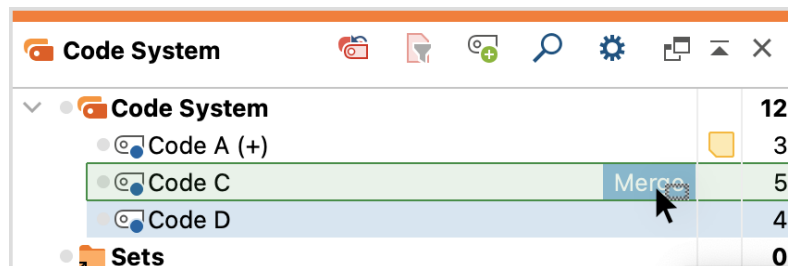 Code System
Code System 12
Code A (+) 3
Code C Merge 5
Code D 4
Sets 0